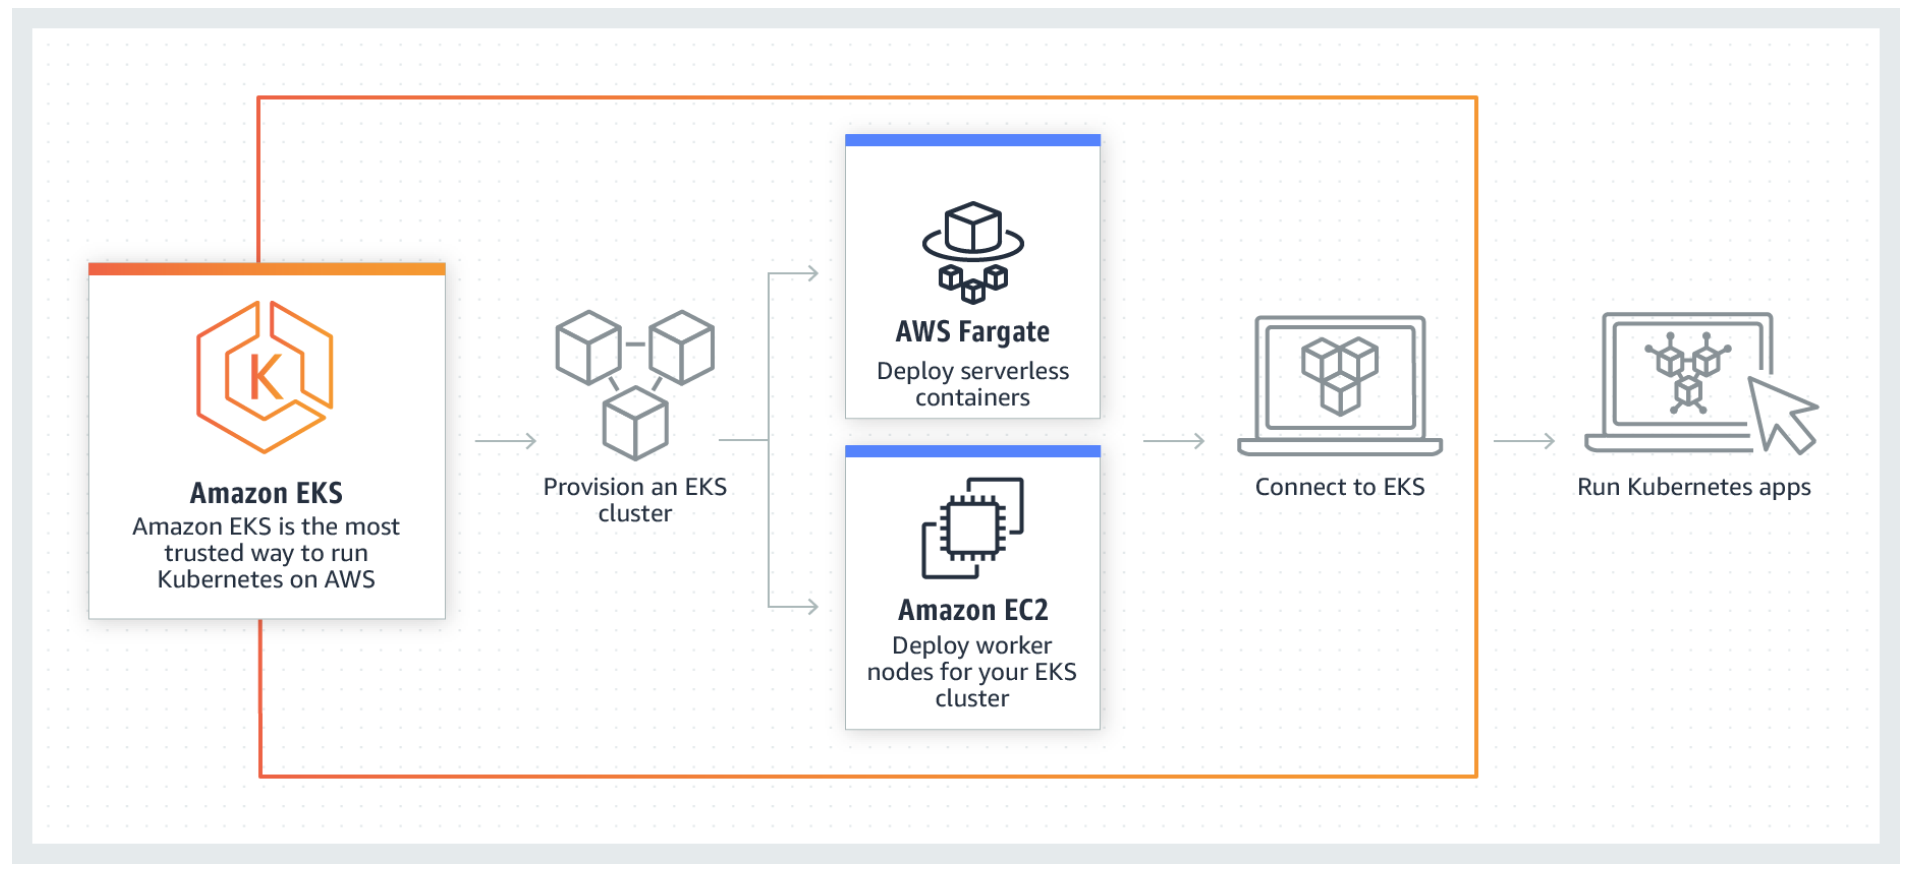 K
Amazon EKS
Amazon EKS is the most
trusted way to run
Kubernetes on AWS
Provision an EKS
cluster
AWS Fargate
Deploy serverless
containers
Amazon EC2
Deploy worker
nodes for your EKS
cluster
Connect to EKS
Run Kubernetes apps